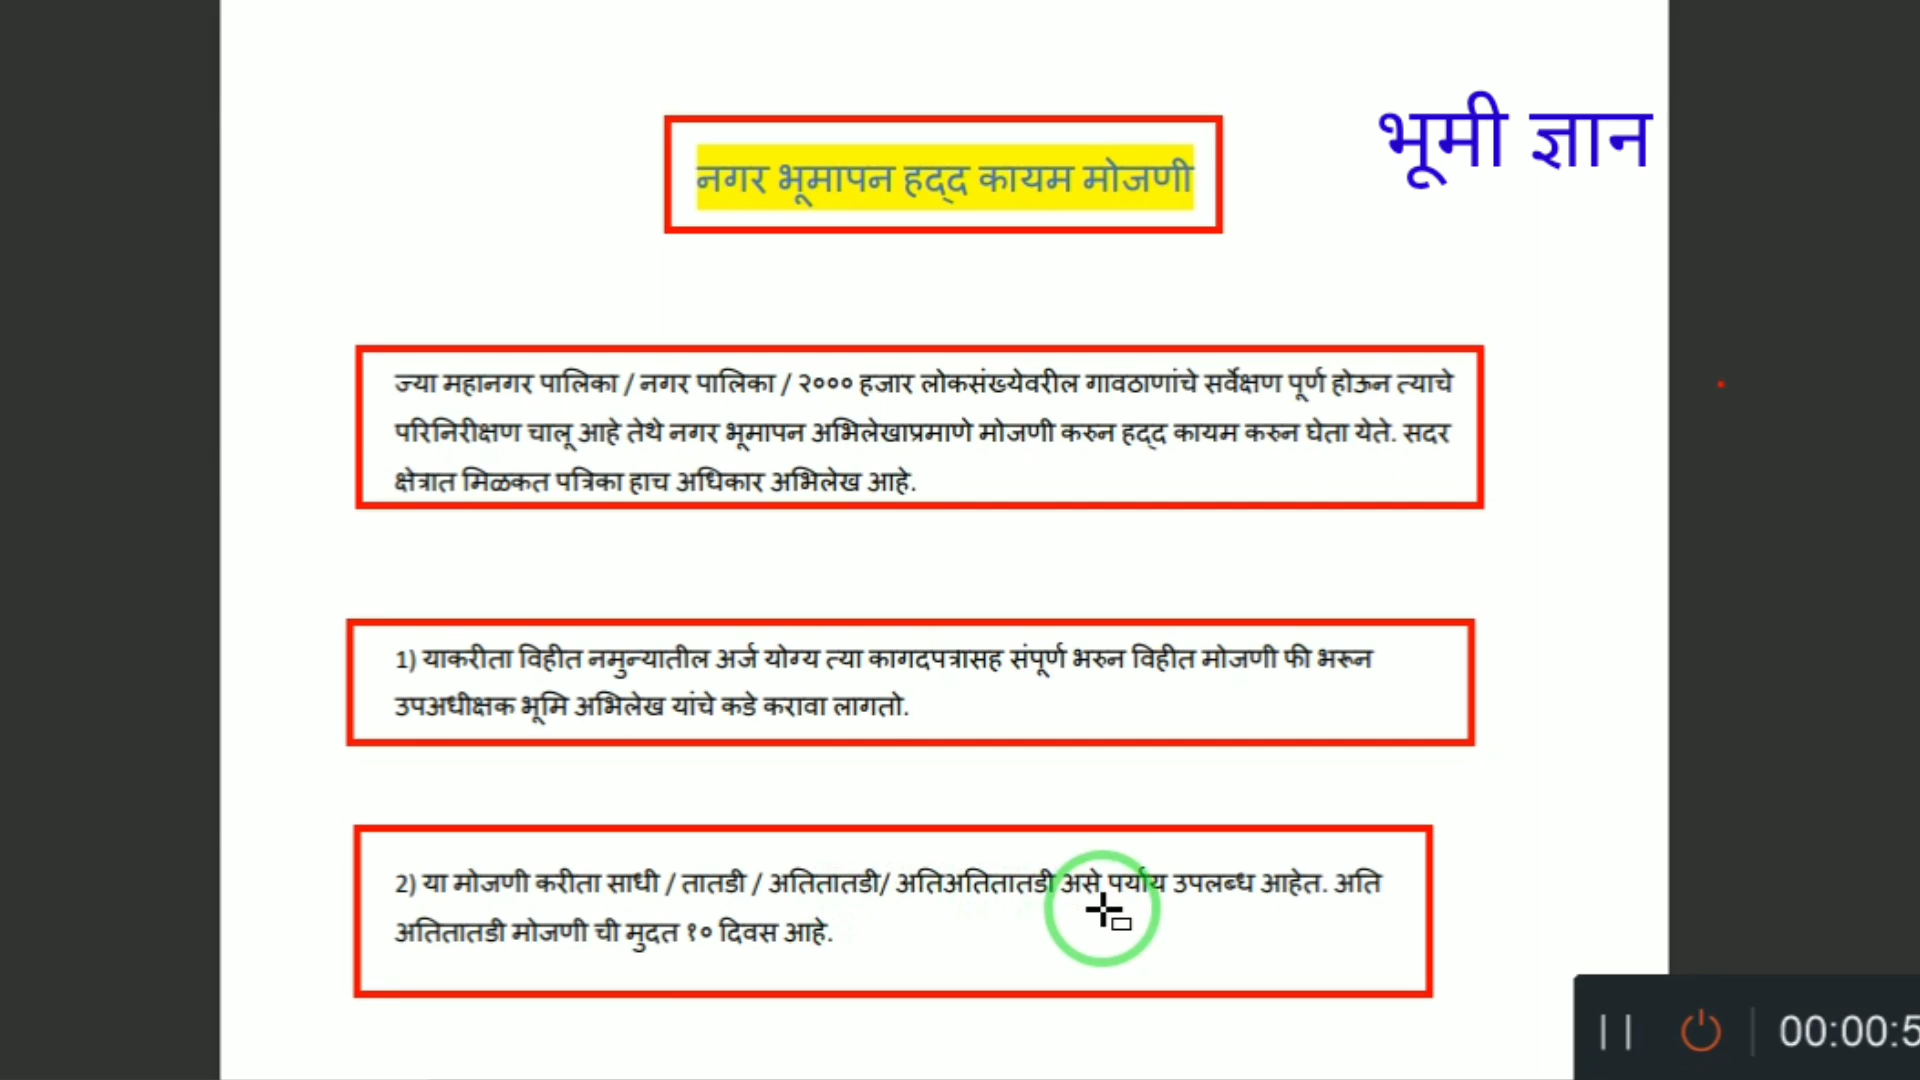 भूमी ज्ञान
नगर भूमापन हद्द कायम मोजणी
ज्या महानगर पालिका / नगर पालिका / २००० हजार लोकसंख्येवरील गावठाणांचे सर्वेक्षण पूर्ण होऊन त्याचे
परिनिरीक्षण चालू आहे तेथे नगर भूमापन अभिलेखाप्रमाणे मोजणी करुन हद्द कायम करुन घेता येते. सदर
क्षेत्रात मिळकत पत्रिका हाच अधिकार अभिलेख आहे.
1) याकरीता विहीत नमुन्यातील अर्ज योग्य त्या कागदपत्रासह संपूर्ण भरुन विहीत मोजणी फी भरून
उपअधीक्षक भूमि अभिलेख यांचे कडे करावा लागतो.
2) या मोजणी करीता साधी / तातडी / अतितातडी/ अतिअतितातडी असे पर्याय उपलब्ध आहेत. अति
अतितातडी मोजणी ची मुदत १० दिवस आहे.
00:00:5